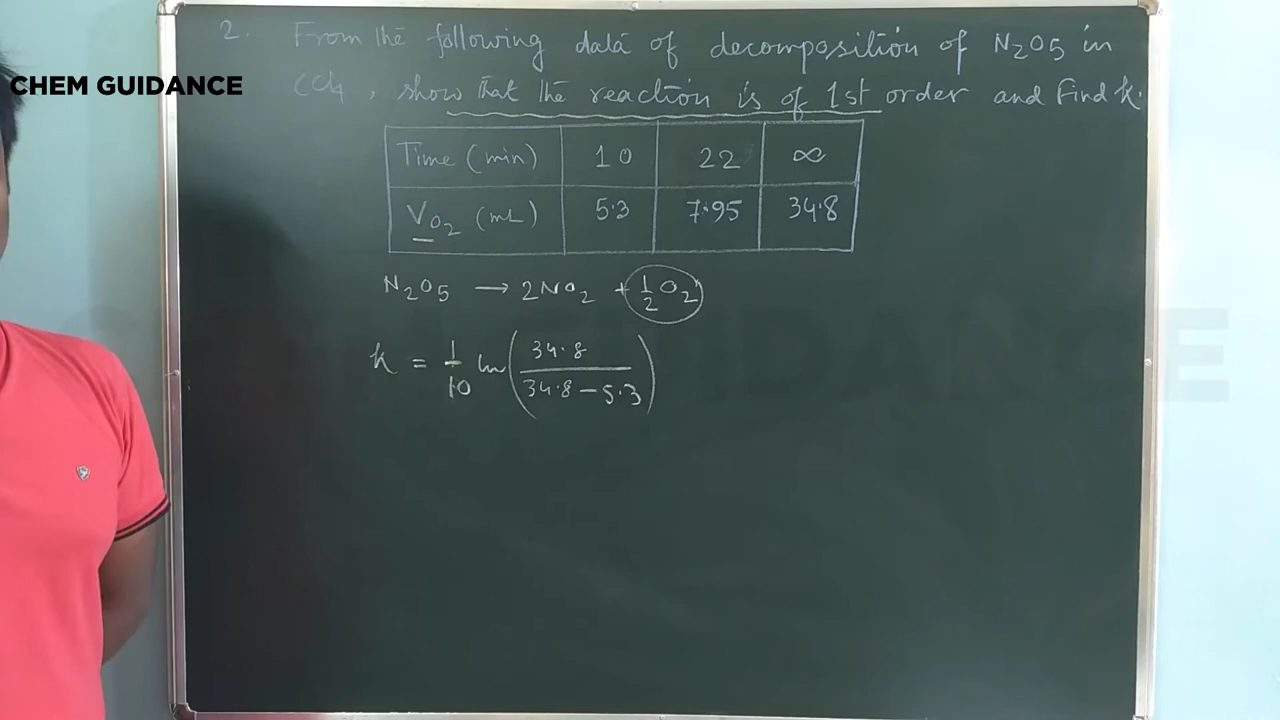 2. From the following data of decomposition of N2O5 in
CHEM GUIDANCE
CCl4, show that the reaction is of 1st order and Find k.
Time (min) 10 22 ∞
VO2 (mL) 5.3 7.95 34.8
N2O5 → 2NO2 + 1/2 O2
k = 1/10 ln (34.8 / 34.8 – 5.3)